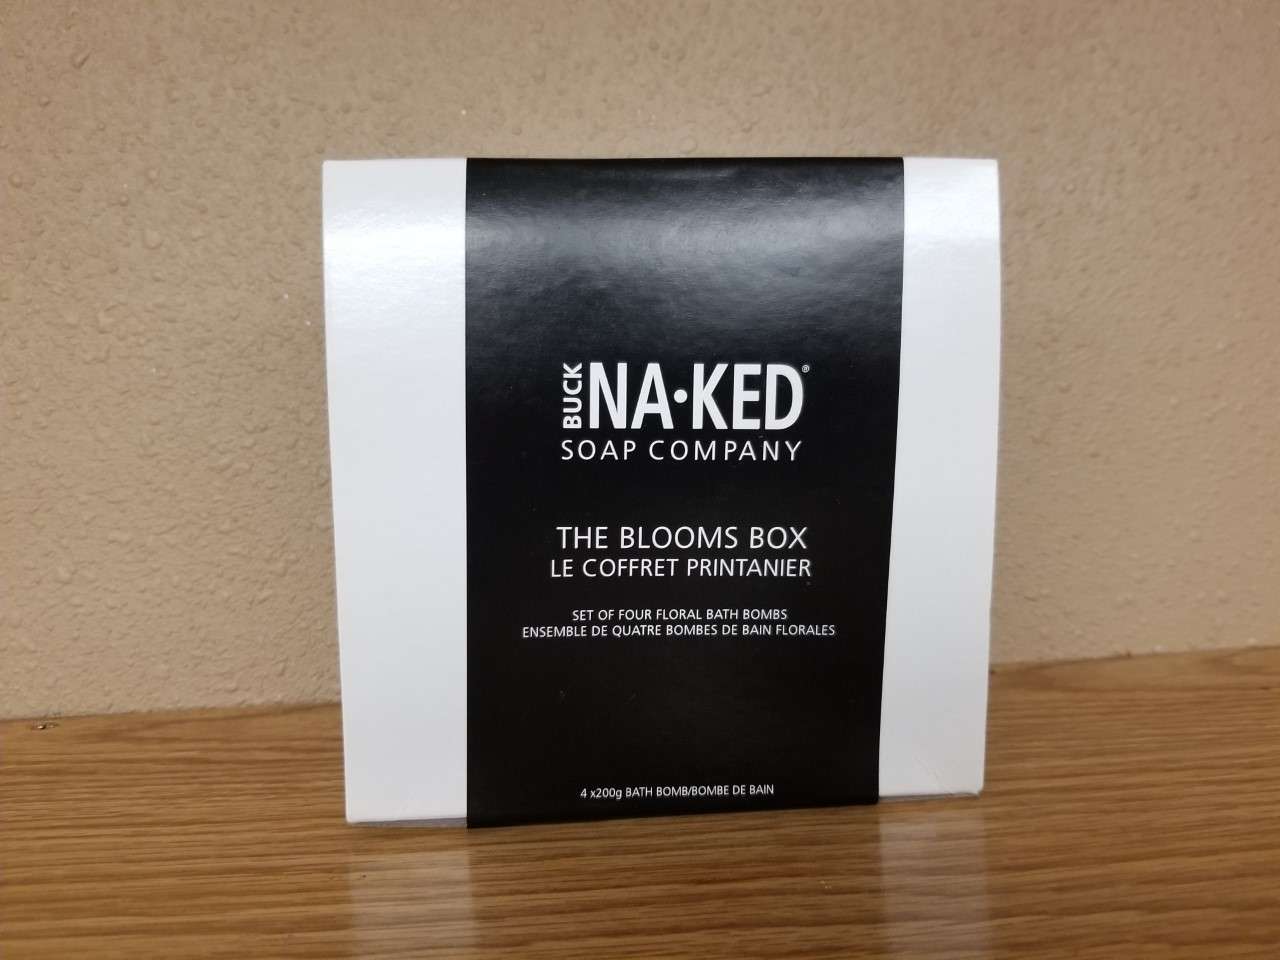 BUCK NA•KED®
SOAP COMPANY
THE BLOOMS BOX
LE COFFRET PRINTANIER
SET OF FOUR FLORAL BATH BOMBS
ENSEMBLE DE QUATRE BOMBES DE BAIN FLORALES
4 x200g BATH BOMB/BOMBE DE BAIN